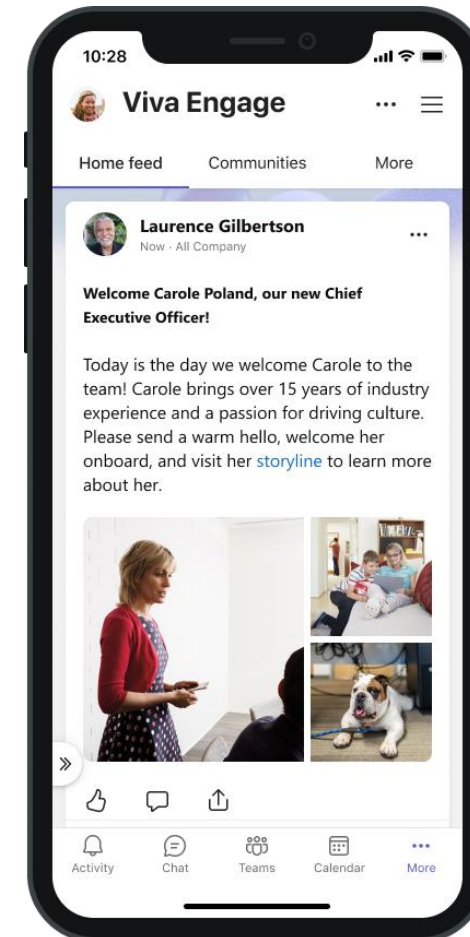 10:28
Viva Engage
Home feed Communities More
Laurence Gilbertson
Now · All Company
Welcome Carole Poland, our new Chief
Executive Officer!
Today is the day we welcome Carole to the
team! Carole brings over 15 years of industry
experience and a passion for driving culture.
Please send a warm hello, welcome her
onboard, and visit her storyline to learn more
about her.
Activity Chat Teams Calendar More